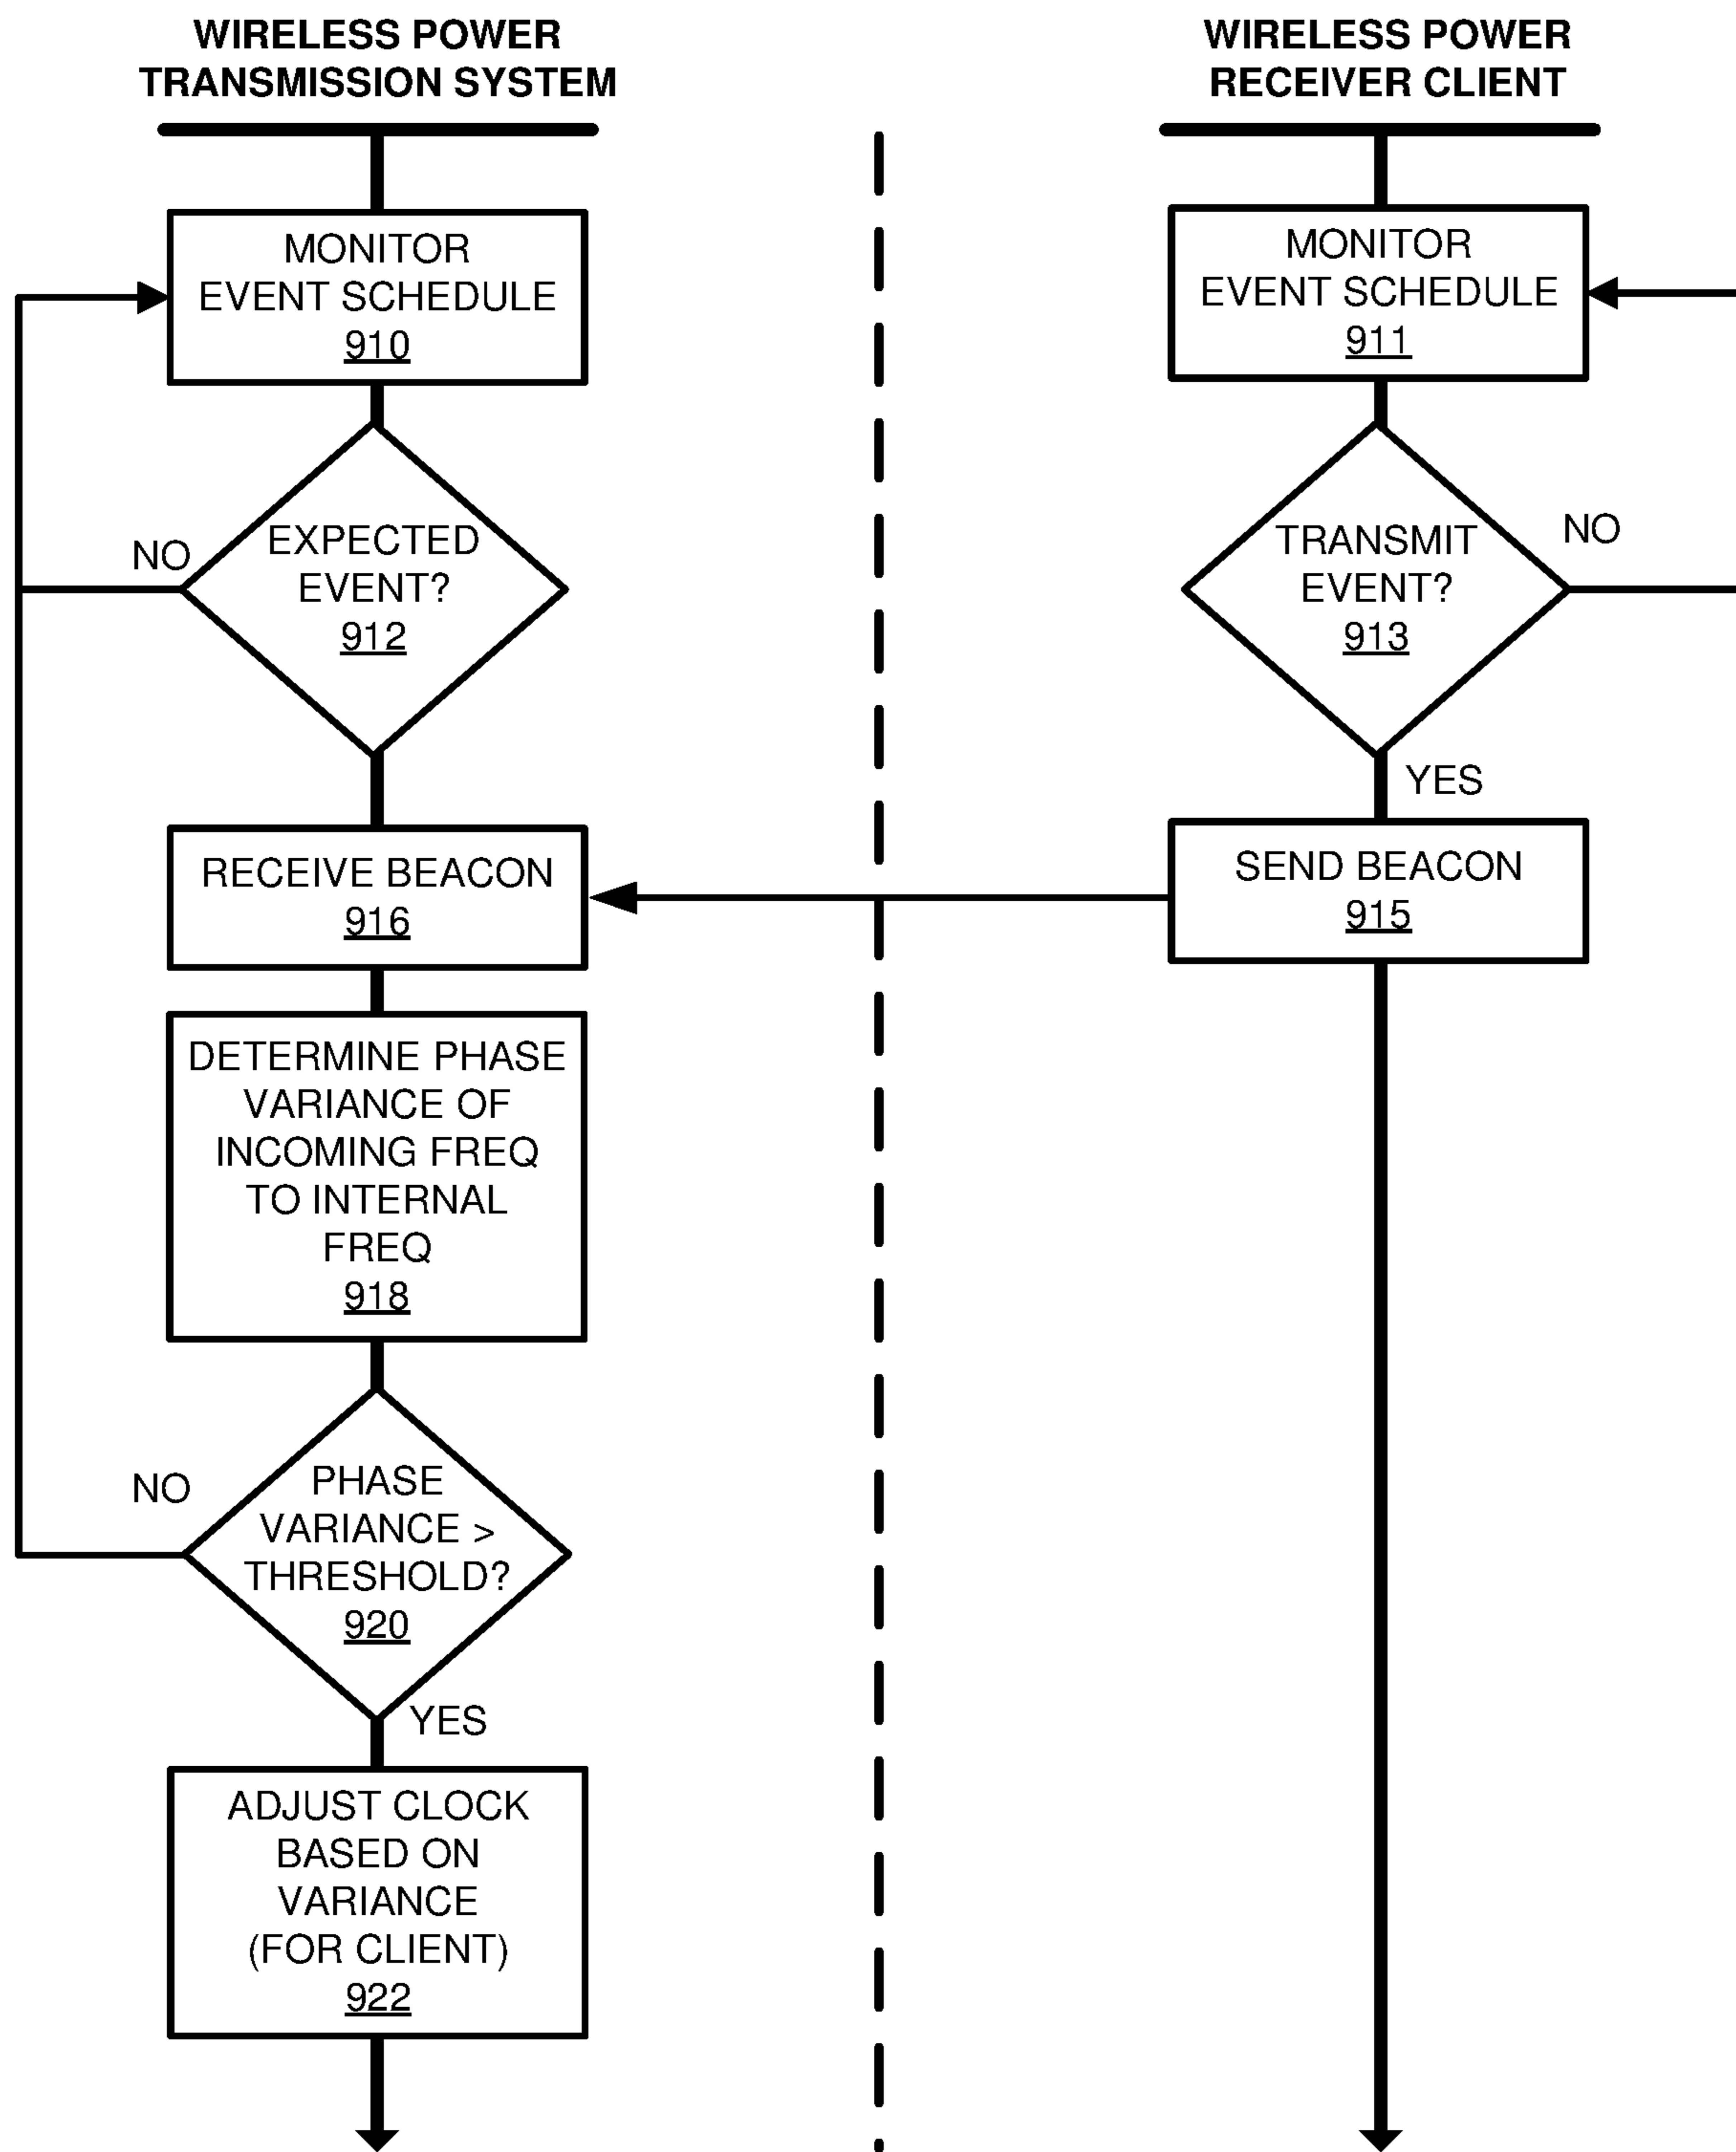 WIRELESS POWER
TRANSMISSION SYSTEM
MONITOR
EVENT SCHEDULE
910
NO
EXPECTED
EVENT?
912
RECEIVE BEACON
916
DETERMINE PHASE
VARIANCE OF
INCOMING FREQ
TO INTERNAL
FREQ
918
NO
PHASE
VARIANCE >
THRESHOLD?
920
YES
ADJUST CLOCK
BASED ON
VARIANCE
(FOR CLIENT)
922
WIRELESS POWER
RECEIVER CLIENT
MONITOR
EVENT SCHEDULE
911
TRANSMIT
EVENT?
913
NO
YES
SEND BEACON
915